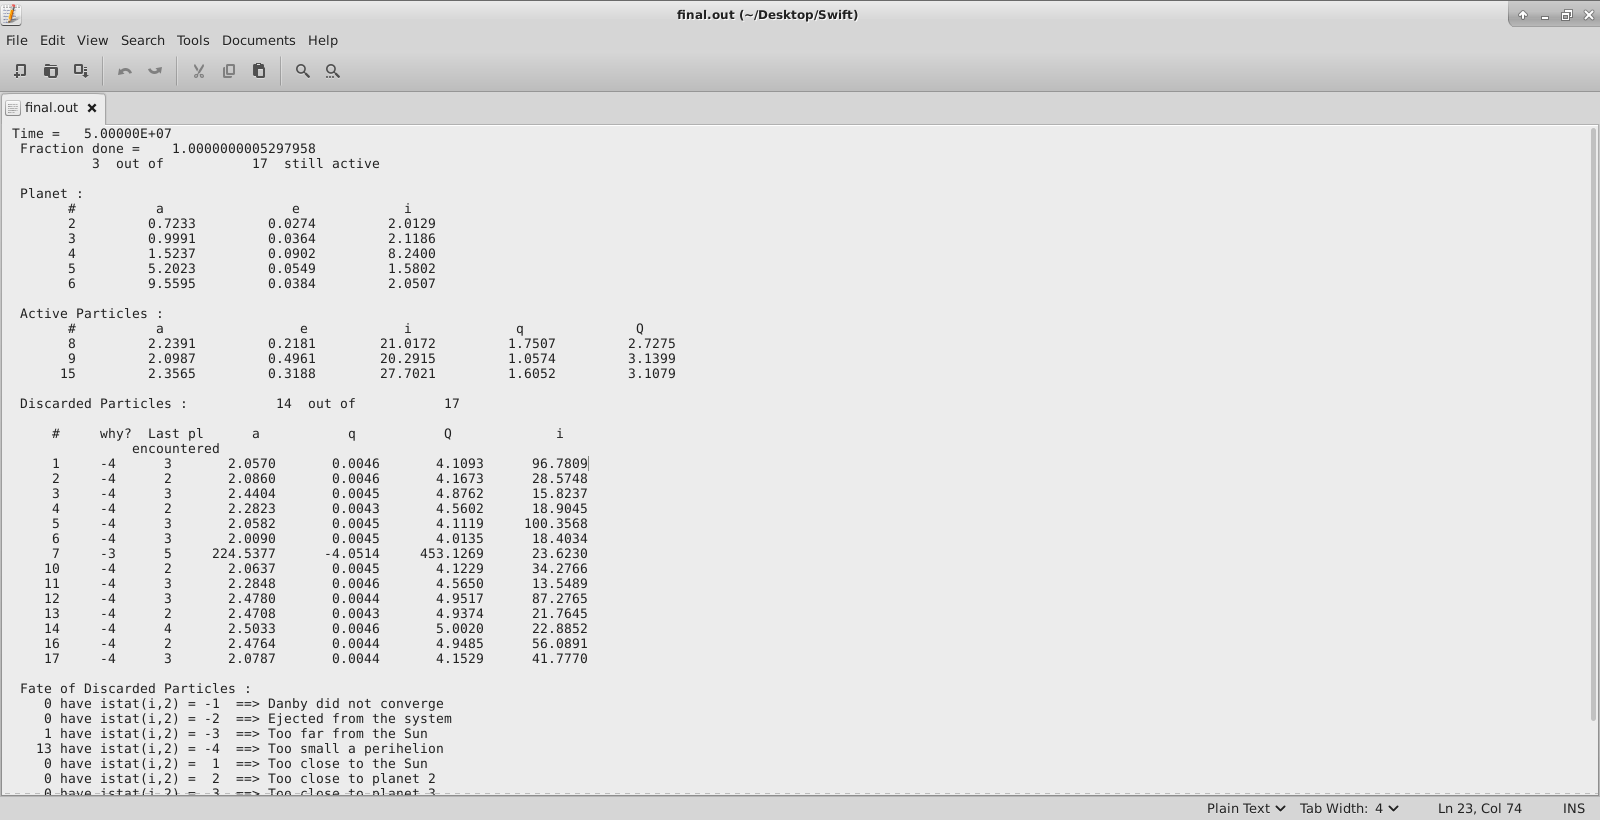 final.out (~/Desktop/Swift)
File Edit View Search Tools Documents Help
final.out
Time =   5.00000E+07
Fraction done =    1.0000000005297958
3  out of           17  still active
Planet :
#          a                e             i
2         0.7233         0.0274         2.0129
3         0.9991         0.0364         2.1186
4         1.5237         0.0902         8.2400
5         5.2023         0.0549         1.5802
6         9.5595         0.0384         2.0507
Active Particles :
#          a                 e            i             q              Q
8         2.2391         0.2181        21.0172         1.7507         2.7275
9         2.0987         0.4961        20.2915         1.0574         3.1399
15         2.3565         0.3188        27.7021         1.6052         3.1079
Discarded Particles :           14  out of           17
#     why?  Last pl      a           q           Q             i
encountered
1     -4      3       2.0570       0.0046       4.1093      96.7809
2     -4      2       2.0860       0.0046       4.1673      28.5748
3     -4      3       2.4404       0.0045       4.8762      15.8237
4     -4      2       2.2823       0.0043       4.5602      18.9045
5     -4      3       2.0582       0.0045       4.1119     100.3568
6     -4      3       2.0090       0.0045       4.0135      18.4034
7     -3      5     224.5377      -4.0514     453.1269      23.6230
10     -4      2       2.0637       0.0045       4.1229      34.2766
11     -4      3       2.2848       0.0046       4.5650      13.5489
12     -4      3       2.4780       0.0044       4.9517      87.2765
13     -4      2       2.4708       0.0043       4.9374      21.7645
14     -4      4       2.5033       0.0046       5.0020      22.8852
16     -4      2       2.4764       0.0044       4.9485      56.0891
17     -4      3       2.0787       0.0044       4.1529      41.7770
Fate of Discarded Particles :
0 have istat(i,2) = -1  ==> Danby did not converge
0 have istat(i,2) = -2  ==> Ejected from the system
1 have istat(i,2) = -3  ==> Too far from the Sun
13 have istat(i,2) = -4  ==> Too small a perihelion
0 have istat(i,2) =  1  ==> Too close to the Sun
0 have istat(i,2) =  2  ==> Too close to planet 2
0 have istat(i,2) =  3  ==> Too close to planet 3
Plain Text Tab Width: 4 Ln 23, Col 74 INS